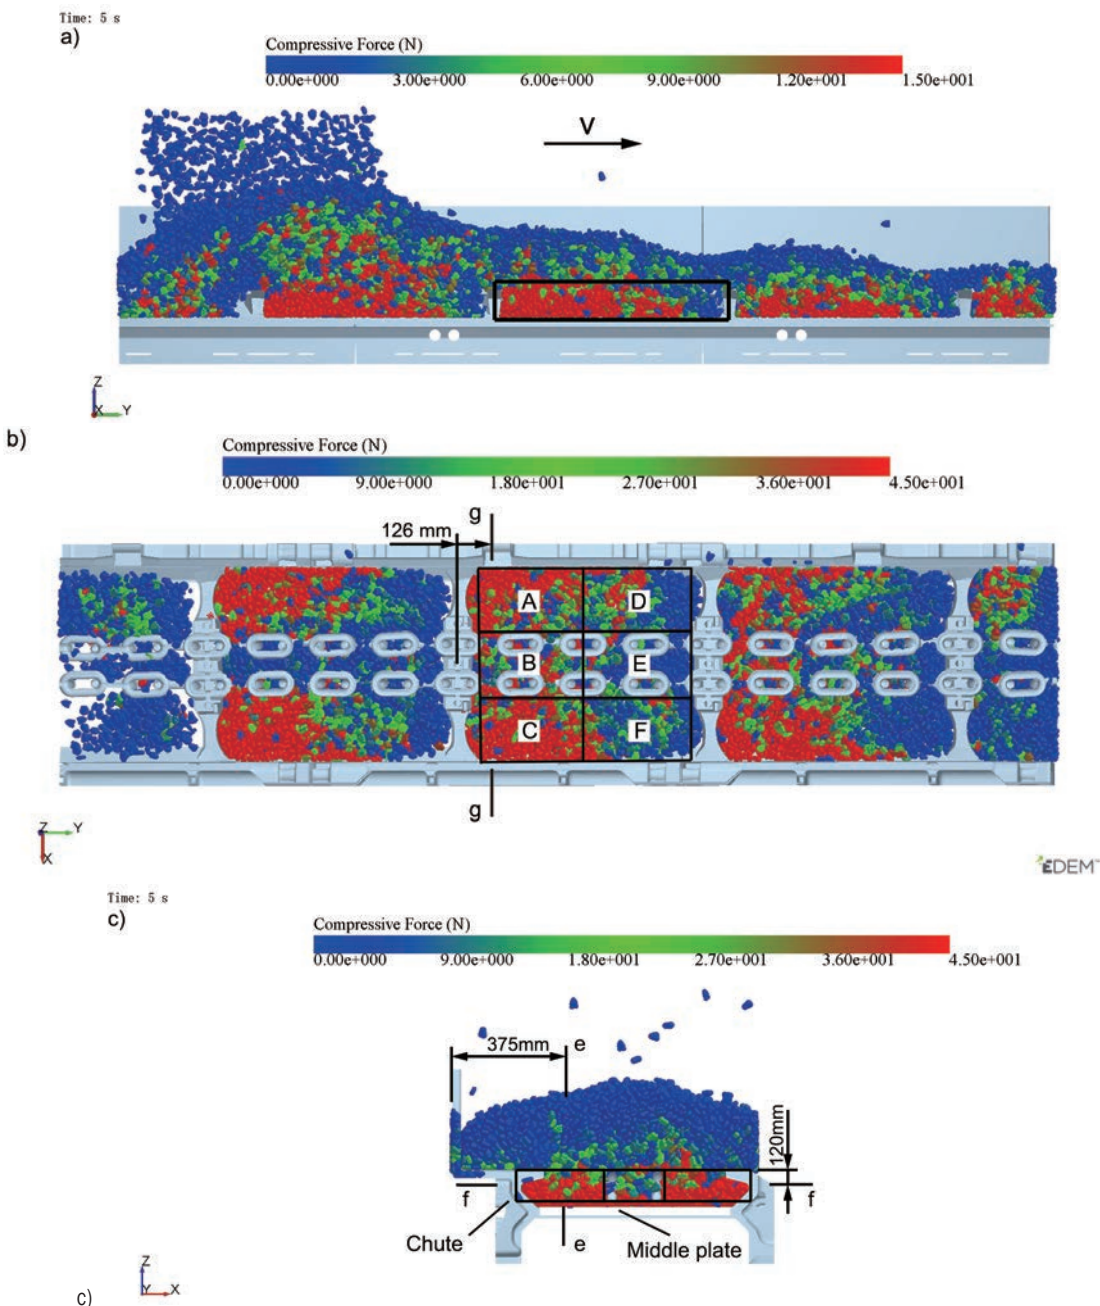 Time: 5 s
a)
Compressive Force (N)
0.00e+000 3.00e+000 6.00e+000 9.00e+000 1.20e+001 1.50e+001
V
Z
X Y
b)
Compressive Force (N)
0.00e+000 9.00e+000 1.80e+001 2.70e+001 3.60e+001 4.50e+001
g
126 mm
A D
B E
C F
g
Z Y
X
EDEM™
Time: 5 s
c)
Compressive Force (N)
0.00e+000 9.00e+000 1.80e+001 2.70e+001 3.60e+001 4.50e+001
375mm e
120mm
f f
Chute e Middle plate
Z
Y X
c)